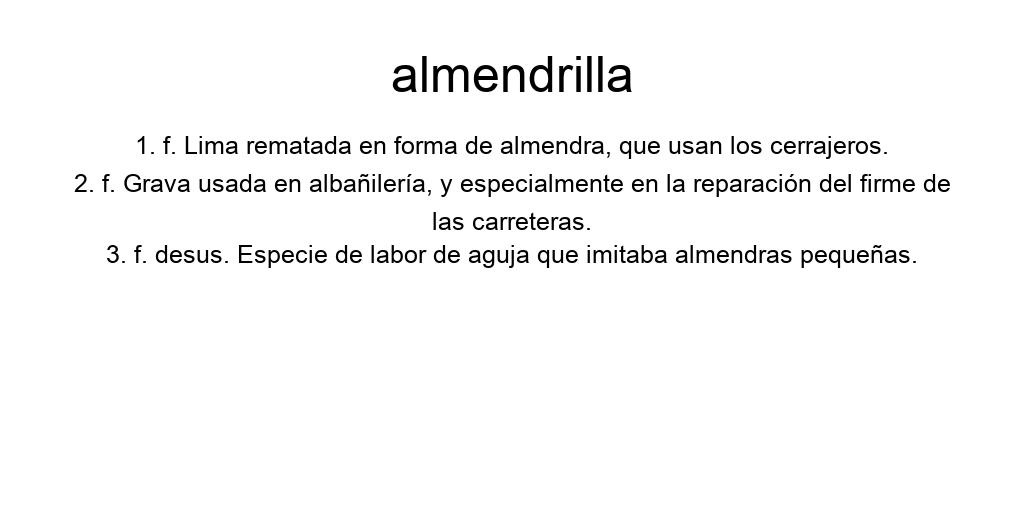 almendrilla
1. f. Lima rematada en forma de almendra, que usan los cerrajeros.
2. f. Grava usada en albañilería, y especialmente en la reparación del firme de
las carreteras.
3. f. desus. Especie de labor de aguja que imitaba almendras pequeñas.